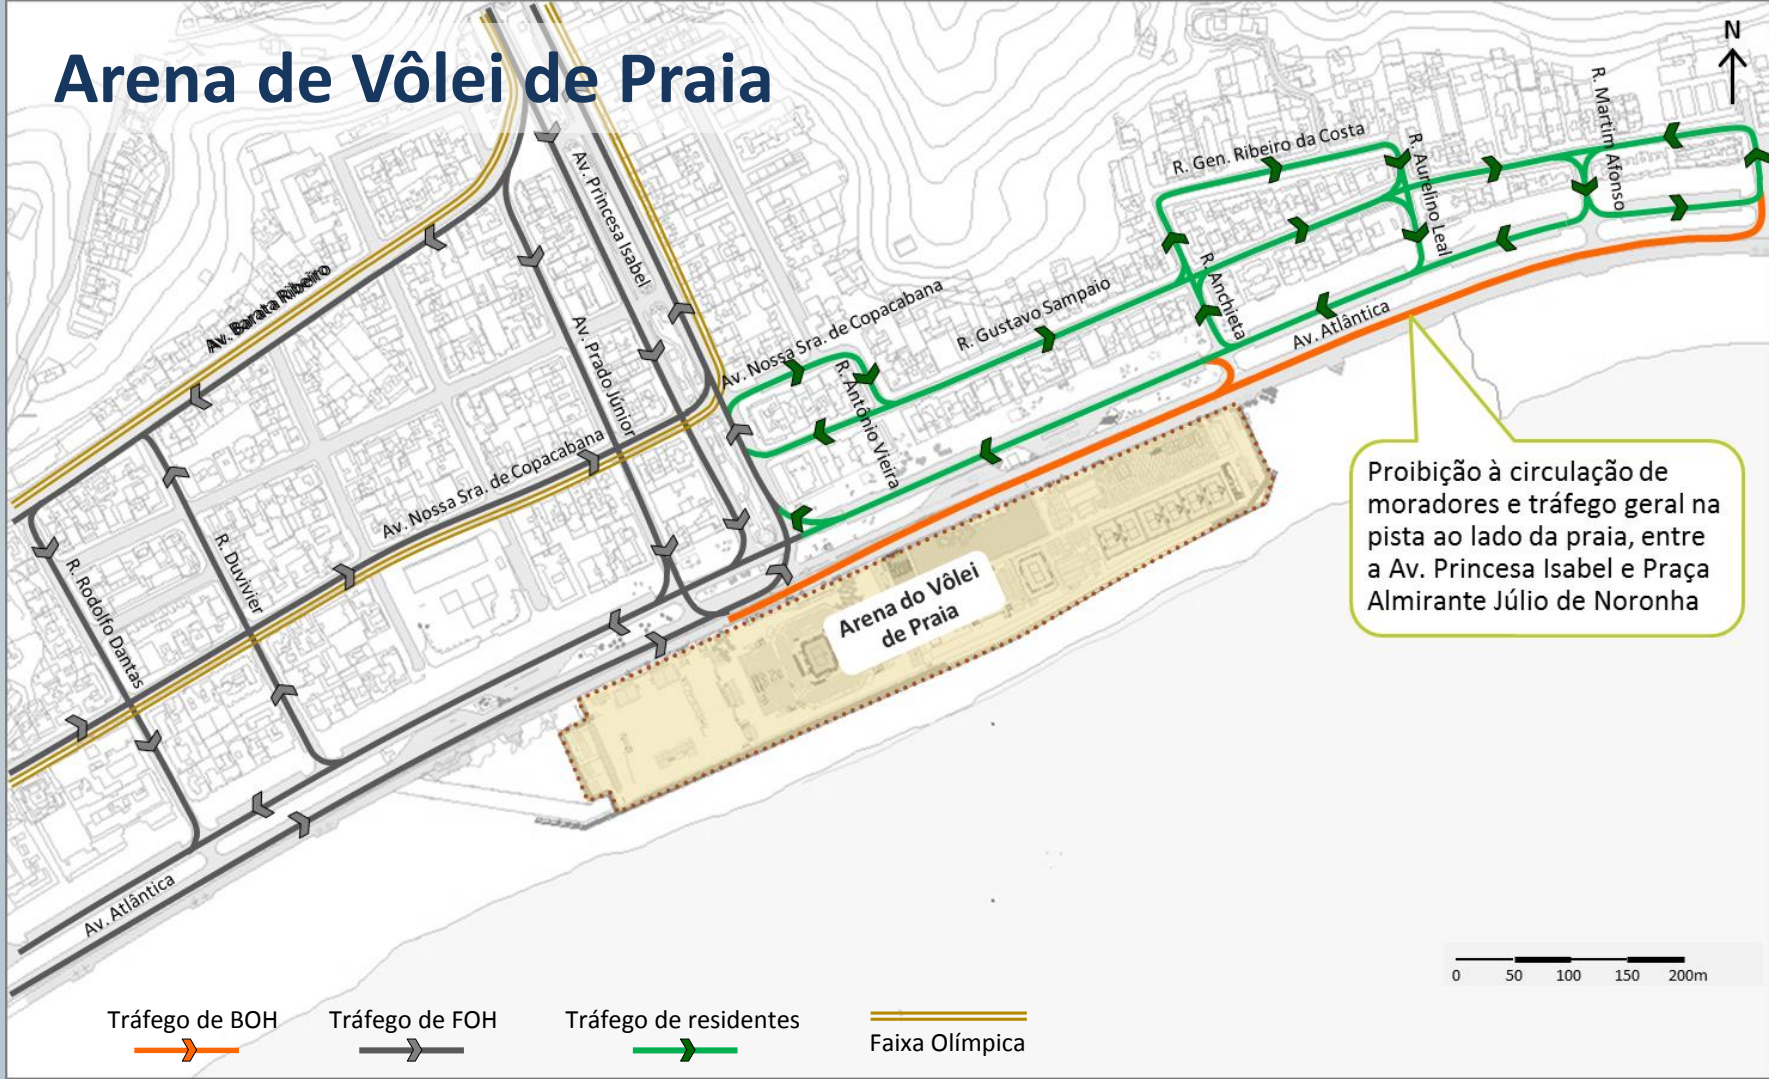 Arena de Vôlei de Praia
N
R. Martim Afonso
R. Gen. Ribeiro da Costa
R. Aurelino Leal
Av. Princesa Isabel
Av. Barata Ribeiro
R. Anchieta
Av. Nossa Sra. de Copacabana
R. Gustavo Sampaio
Av. Atlântica
Av. Prado Júnior
R. Antônio Vieira
Av. Nossa Sra. de Copacabana
Proibição à circulação de
moradores e tráfego geral na
pista ao lado da praia, entre
a Av. Princesa Isabel e Praça
Almirante Júlio de Noronha
R. Duvivier
R. Rodolfo Dantas
Arena do Vôlei
de Praia
Av. Atlântica
0 50 100 150 200m
Tráfego de BOH
Tráfego de FOH
Tráfego de residentes
Faixa Olímpica